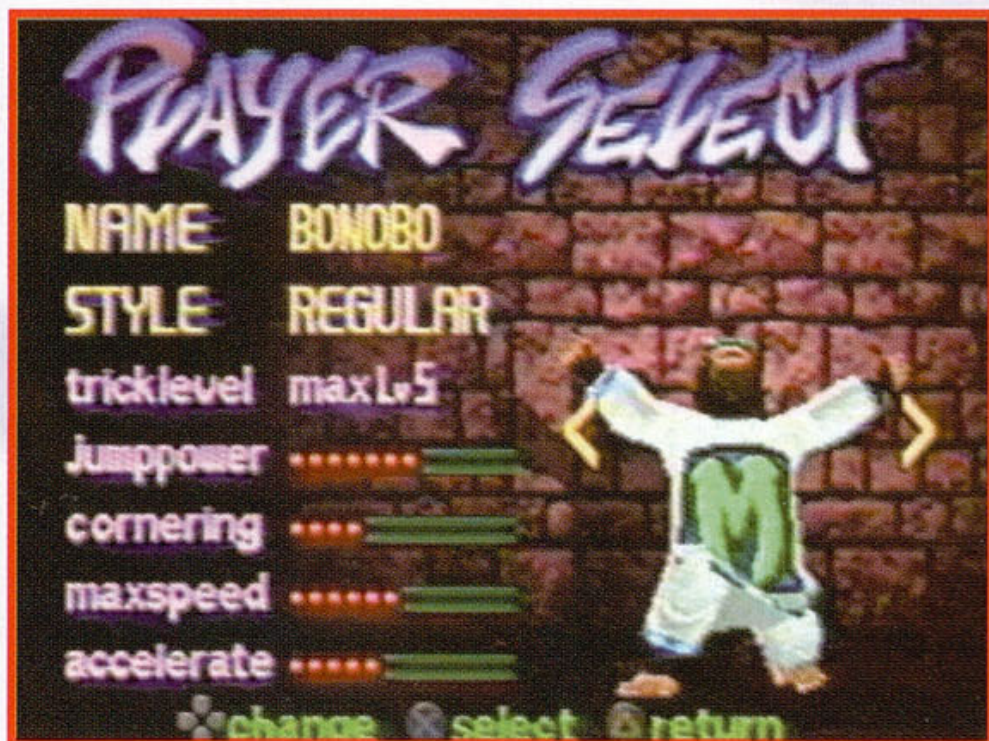 PLAYER SELECT
NAME BONOBO
STYLE REGULAR
tricklevel maxLv5
Jumppower
cornering
maxspeed
accelerate
M
change select return